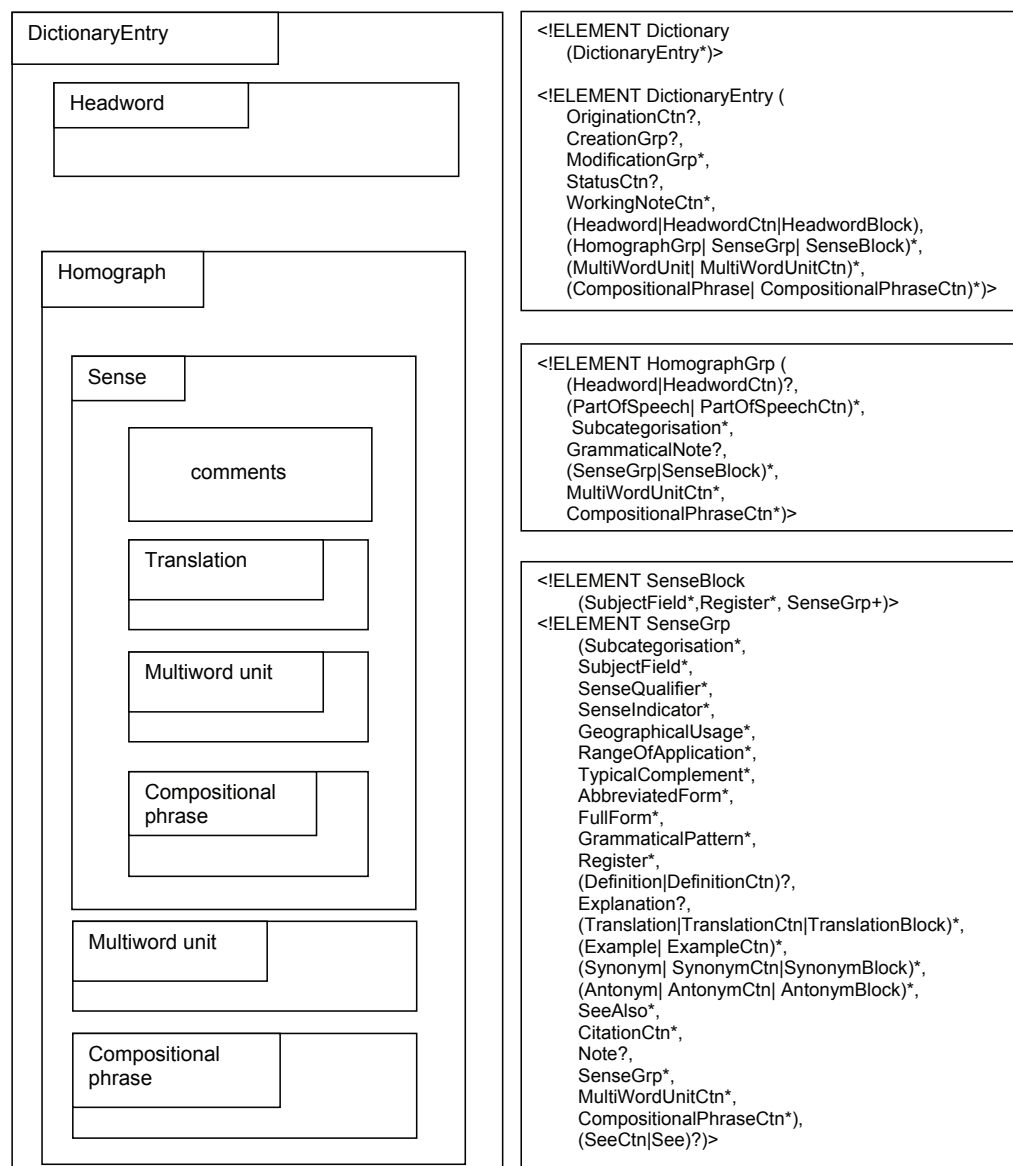 DictionaryEntry
Headword
Homograph
Sense
comments
Translation
Multiword unit
Compositional
phrase
Multiword unit
Compositional
phrase
<!ELEMENT Dictionary
(DictionaryEntry*)>
<!ELEMENT DictionaryEntry (
OriginationCtn?,
CreationGrp?,
ModificationGrp*,
StatusCtn?,
WorkingNoteCtn*,
(Headword|HeadwordCtn|HeadwordBlock),
(HomographGrp| SenseGrp| SenseBlock)*,
(MultiWordUnit| MultiWordUnitCtn)*,
(CompositionalPhrase| CompositionalPhraseCtn)*)>
<!ELEMENT HomographGrp (
(Headword|HeadwordCtn)?,
(PartOfSpeech| PartOfSpeechCtn)*,
Subcategorisation*,
GrammaticalNote?,
(SenseGrp|SenseBlock)*,
MultiWordUnitCtn*,
CompositionalPhraseCtn*)>
<!ELEMENT SenseBlock
(SubjectField*,Register*, SenseGrp+)>
<!ELEMENT SenseGrp
(Subcategorisation*,
SubjectField*,
SenseQualifier*,
SenseIndicator*,
GeographicalUsage*,
RangeOfApplication*,
TypicalComplement*,
AbbreviatedForm*,
FullForm*,
GrammaticalPattern*,
Register*,
(Definition|DefinitionCtn)?,
Explanation?,
(Translation|TranslationCtn|TranslationBlock)*,
(Example| ExampleCtn)*,
(Synonym| SynonymCtn|SynonymBlock)*,
(Antonym| AntonymCtn| AntonymBlock)*,
SeeAlso*,
CitationCtn*,
Note?,
SenseGrp*,
MultiWordUnitCtn*,
CompositionalPhraseCtn*),
(SeeCtn|See)?)>